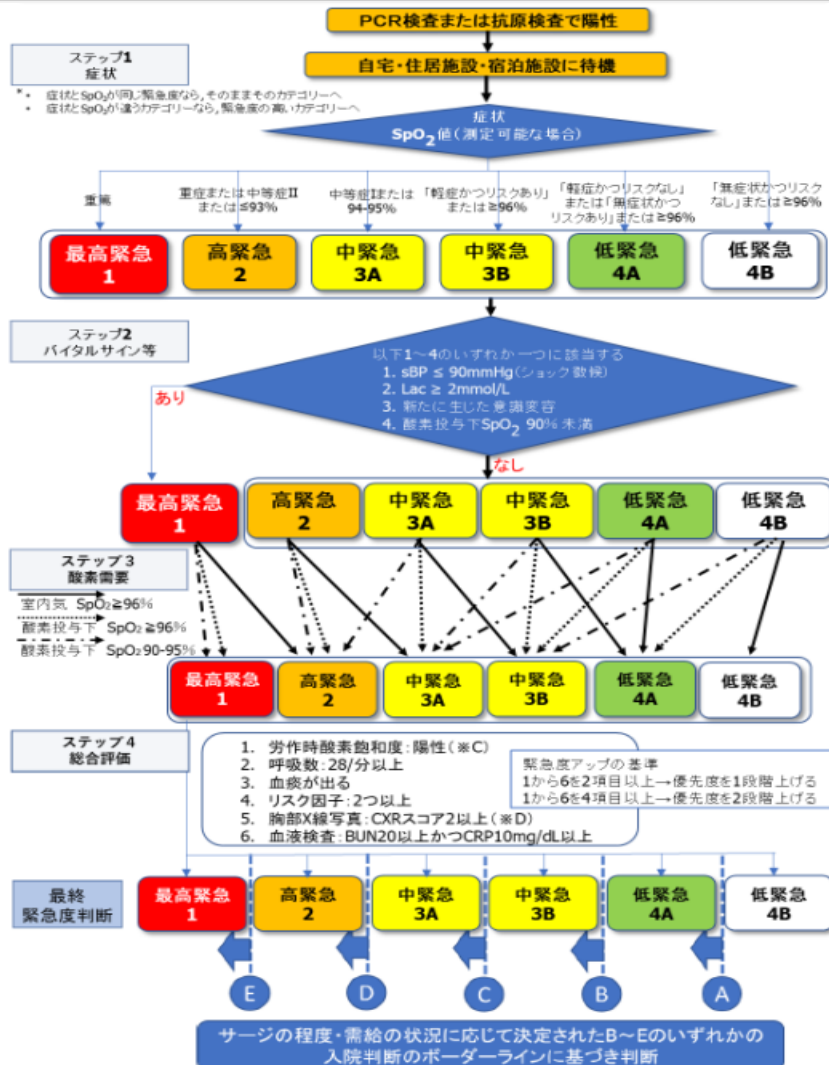 PCR検査または抗原検査で陽性
自宅・住居施設・宿泊施設に待機
ステップ1
症状
*• 症状とSpO₂が同じ緊急度なら,そのままそのカテゴリーへ
• 症状とSpO₂が違うカテゴリーなら,緊急度の高いカテゴリーへ
症状
SpO₂値(測定可能な場合)
重篤
重症または中等症II
または≦93%
中等症Iまたは
94-95%
「軽症かつリスクあり」
または≧96%
「軽症かつリスクなし」
または「無症状かつ
リスクあり」または≧96%
「無症状かつリスク
なし」または≧96%
最高緊急
1
高緊急
2
中緊急
3A
中緊急
3B
低緊急
4A
低緊急
4B
ステップ2
バイタルサイン等
以下1~4のいずれか一つに該当する
1. sBP ≤ 90mmHg(ショック徴候)
2. Lac ≥ 2mmol/L
3. 新たに生じた意識変容
4. 酸素投与下SpO₂ 90%未満
あり
なし
最高緊急
1
高緊急
2
中緊急
3A
中緊急
3B
低緊急
4A
低緊急
4B
ステップ3
酸素需要
室内気 SpO₂≧96%
酸素投与下 SpO₂≧96%
酸素投与下 SpO₂90-95%
最高緊急
1
高緊急
2
中緊急
3A
中緊急
3B
低緊急
4A
低緊急
4B
ステップ4
総合評価
1. 労作時酸素飽和度:陽性(※C)
2. 呼吸数:28/分以上
3. 血痰が出る
4. リスク因子:2つ以上
5. 胸部X線写真:CXRスコア2以上(※D)
6. 血液検査:BUN20以上かつCRP10mg/dL以上
緊急度アップの基準
1から6を2項目以上→優先度を1段階上げる
1から6を4項目以上→優先度を2段階上げる
最終
緊急度判断
最高緊急
1
高緊急
2
中緊急
3A
中緊急
3B
低緊急
4A
低緊急
4B
E
D
C
B
A
サージの程度・需給の状況に応じて決定されたB~Eのいずれかの
入院判断のボーダーラインに基づき判断